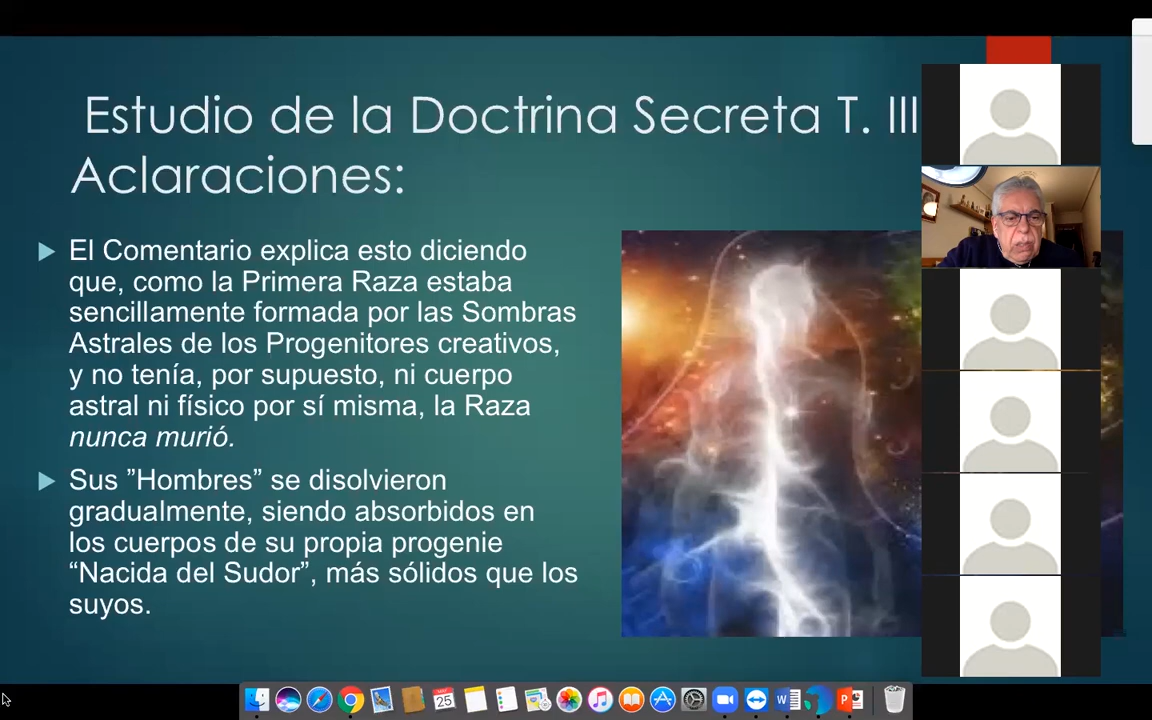 Estudio de la Doctrina Secreta T. III
Aclaraciones:
El Comentario explica esto diciendo
que, como la Primera Raza estaba
sencillamente formada por las Sombras
Astrales de los Progenitores creativos,
y no tenía, por supuesto, ni cuerpo
astral ni físico por sí misma, la Raza
nunca murió.
Sus ”Hombres” se disolvieron
gradualmente, siendo absorbidos en
los cuerpos de su propia progenie
“Nacida del Sudor”, más sólidos que los
suyos.
25